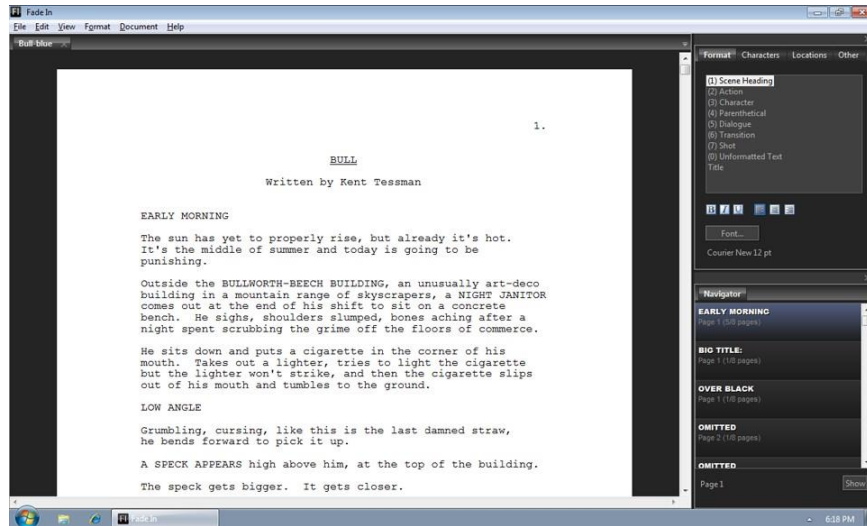 Fade In
File Edit View Format Document Help
Bull-blue
1.
BULL
Written by Kent Tessman
EARLY MORNING
The sun has yet to properly rise, but already it's hot.
It's the middle of summer and today is going to be
punishing.
Outside the BULLWORTH-BEECH BUILDING, an unusually art-deco
building in a mountain range of skyscrapers, a NIGHT JANITOR
comes out at the end of his shift to sit on a concrete
bench.  He sighs, shoulders slumped, bones aching after a
night spent scrubbing the grime off the floors of commerce.
He sits down and puts a cigarette in the corner of his
mouth.  Takes out a lighter, tries to light the cigarette
but the lighter won't strike, and then the cigarette slips
out of his mouth and tumbles to the ground.
LOW ANGLE
Grumbling, cursing, like this is the last damned straw,
he bends forward to pick it up.
A SPECK APPEARS high above him, at the top of the building.
The speck gets bigger.  It gets closer.
Format Characters Locations Other
(1) Scene Heading
(2) Action
(3) Character
(4) Parenthetical
(5) Dialogue
(6) Transition
(7) Shot
(0) Unformatted Text
Title
B I U
Font...
Courier New 12 pt
Navigator
EARLY MORNING
Page 1 (5/8 pages)
BIG TITLE:
Page 1 (1/8 pages)
OVER BLACK
Page 1 (1/8 pages)
OMITTED
Page 2 (1/8 pages)
OMITTED
Page 1
Show
FI Fade In
6:18 PM